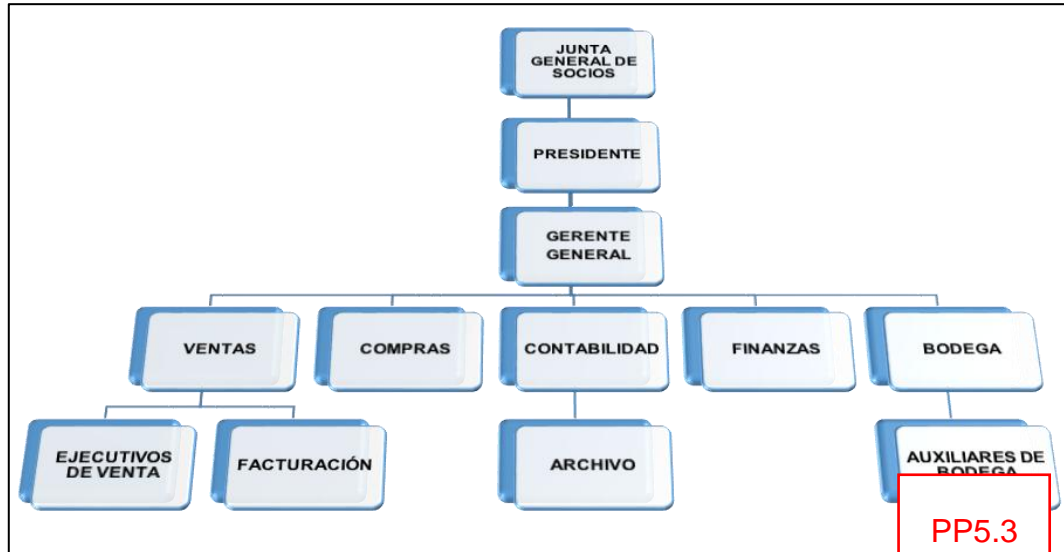 JUNTA
GENERAL DE
SOCIOS
PRESIDENTE
GERENTE
GENERAL
VENTAS
COMPRAS
CONTABILIDAD
FINANZAS
BODEGA
EJECUTIVOS
DE VENTA
FACTURACIÓN
ARCHIVO
AUXILIARES DE
BODEGA
PP5.3